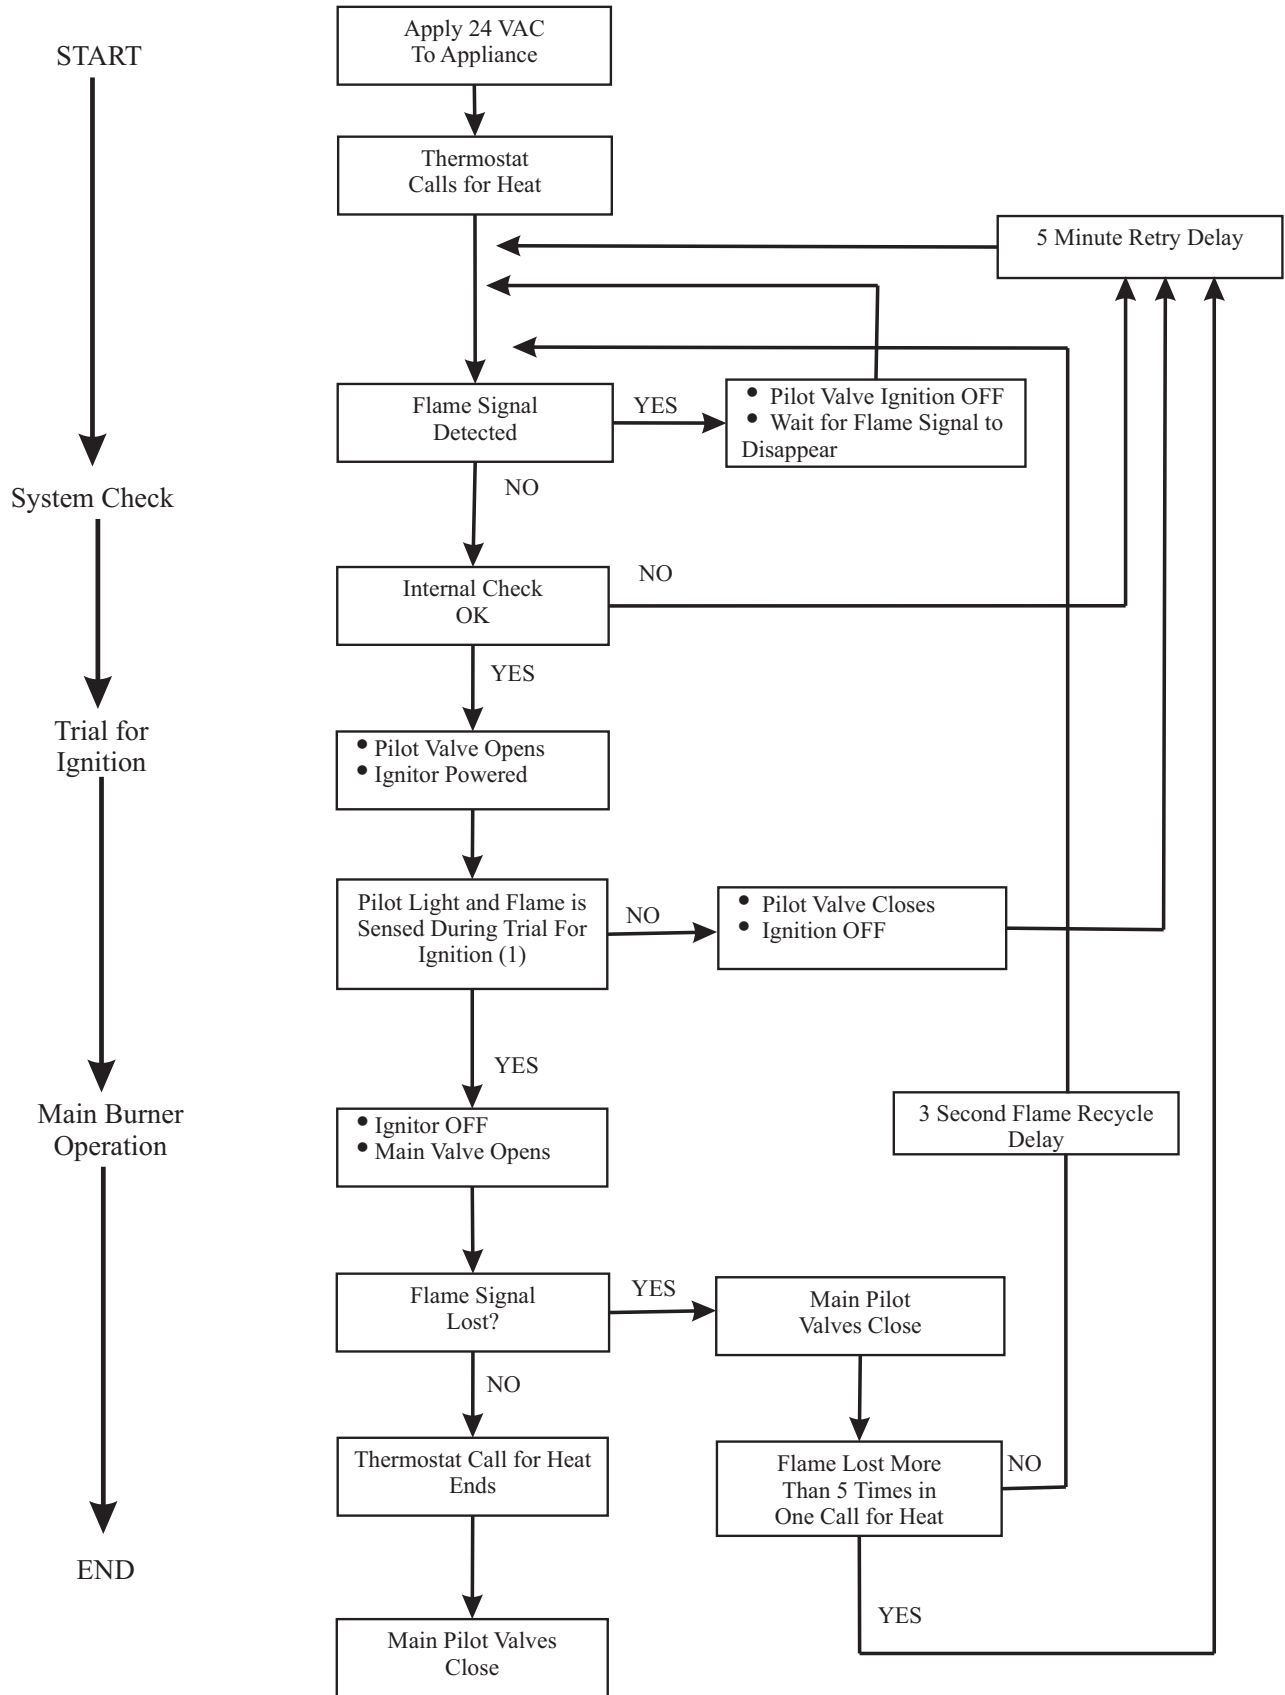 START
Apply 24 VAC
To Appliance
Thermostat
Calls for Heat
5 Minute Retry Delay
Flame Signal
Detected
YES
• Pilot Valve Ignition OFF
• Wait for Flame Signal to
Disappear
NO
System Check
Internal Check
OK
NO
YES
Trial for
Ignition
• Pilot Valve Opens
• Ignitor Powered
Pilot Light and Flame is
Sensed During Trial For
Ignition (1)
NO
• Pilot Valve Closes
• Ignition OFF
YES
Main Burner
Operation
• Ignitor OFF
• Main Valve Opens
3 Second Flame Recycle
Delay
Flame Signal
Lost?
YES
Main Pilot
Valves Close
NO
Thermostat Call for Heat
Ends
Flame Lost More
Than 5 Times in
One Call for Heat
NO
END
YES
Main Pilot Valves
Close